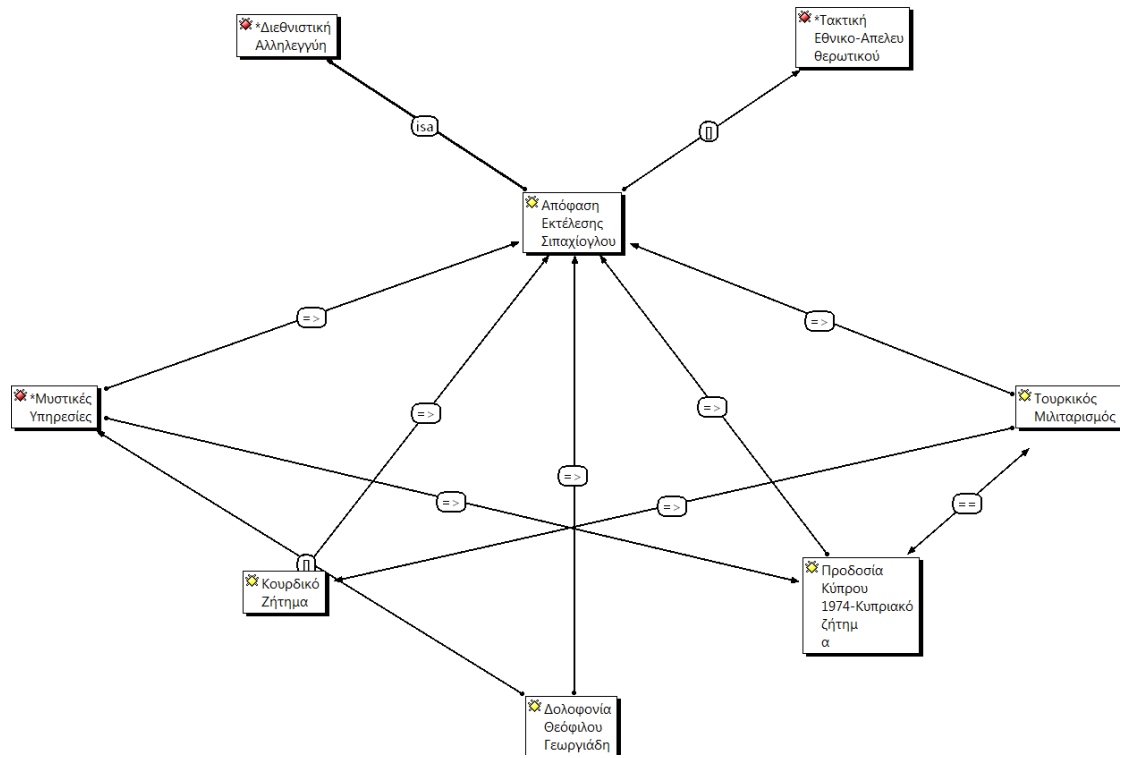 *Διεθνιστική
Αλληλεγγύη
*Τακτική
Εθνικο-Απελευ
θερωτικού
isa
[]
Απόφαση
Εκτέλεσης
Σιπαχίογλου
=>
=>
*Μυστικές
Υπηρεσίες
=>
=>
Τουρκικός
Μιλιταρισμός
=>
=>
=>
==
[]
Κουρδικό
Ζήτημα
Προδοσία
Κύπρου
1974-Κυπριακό
ζήτημ
α
Δολοφονία
Θεόφιλου
Γεωργιάδη